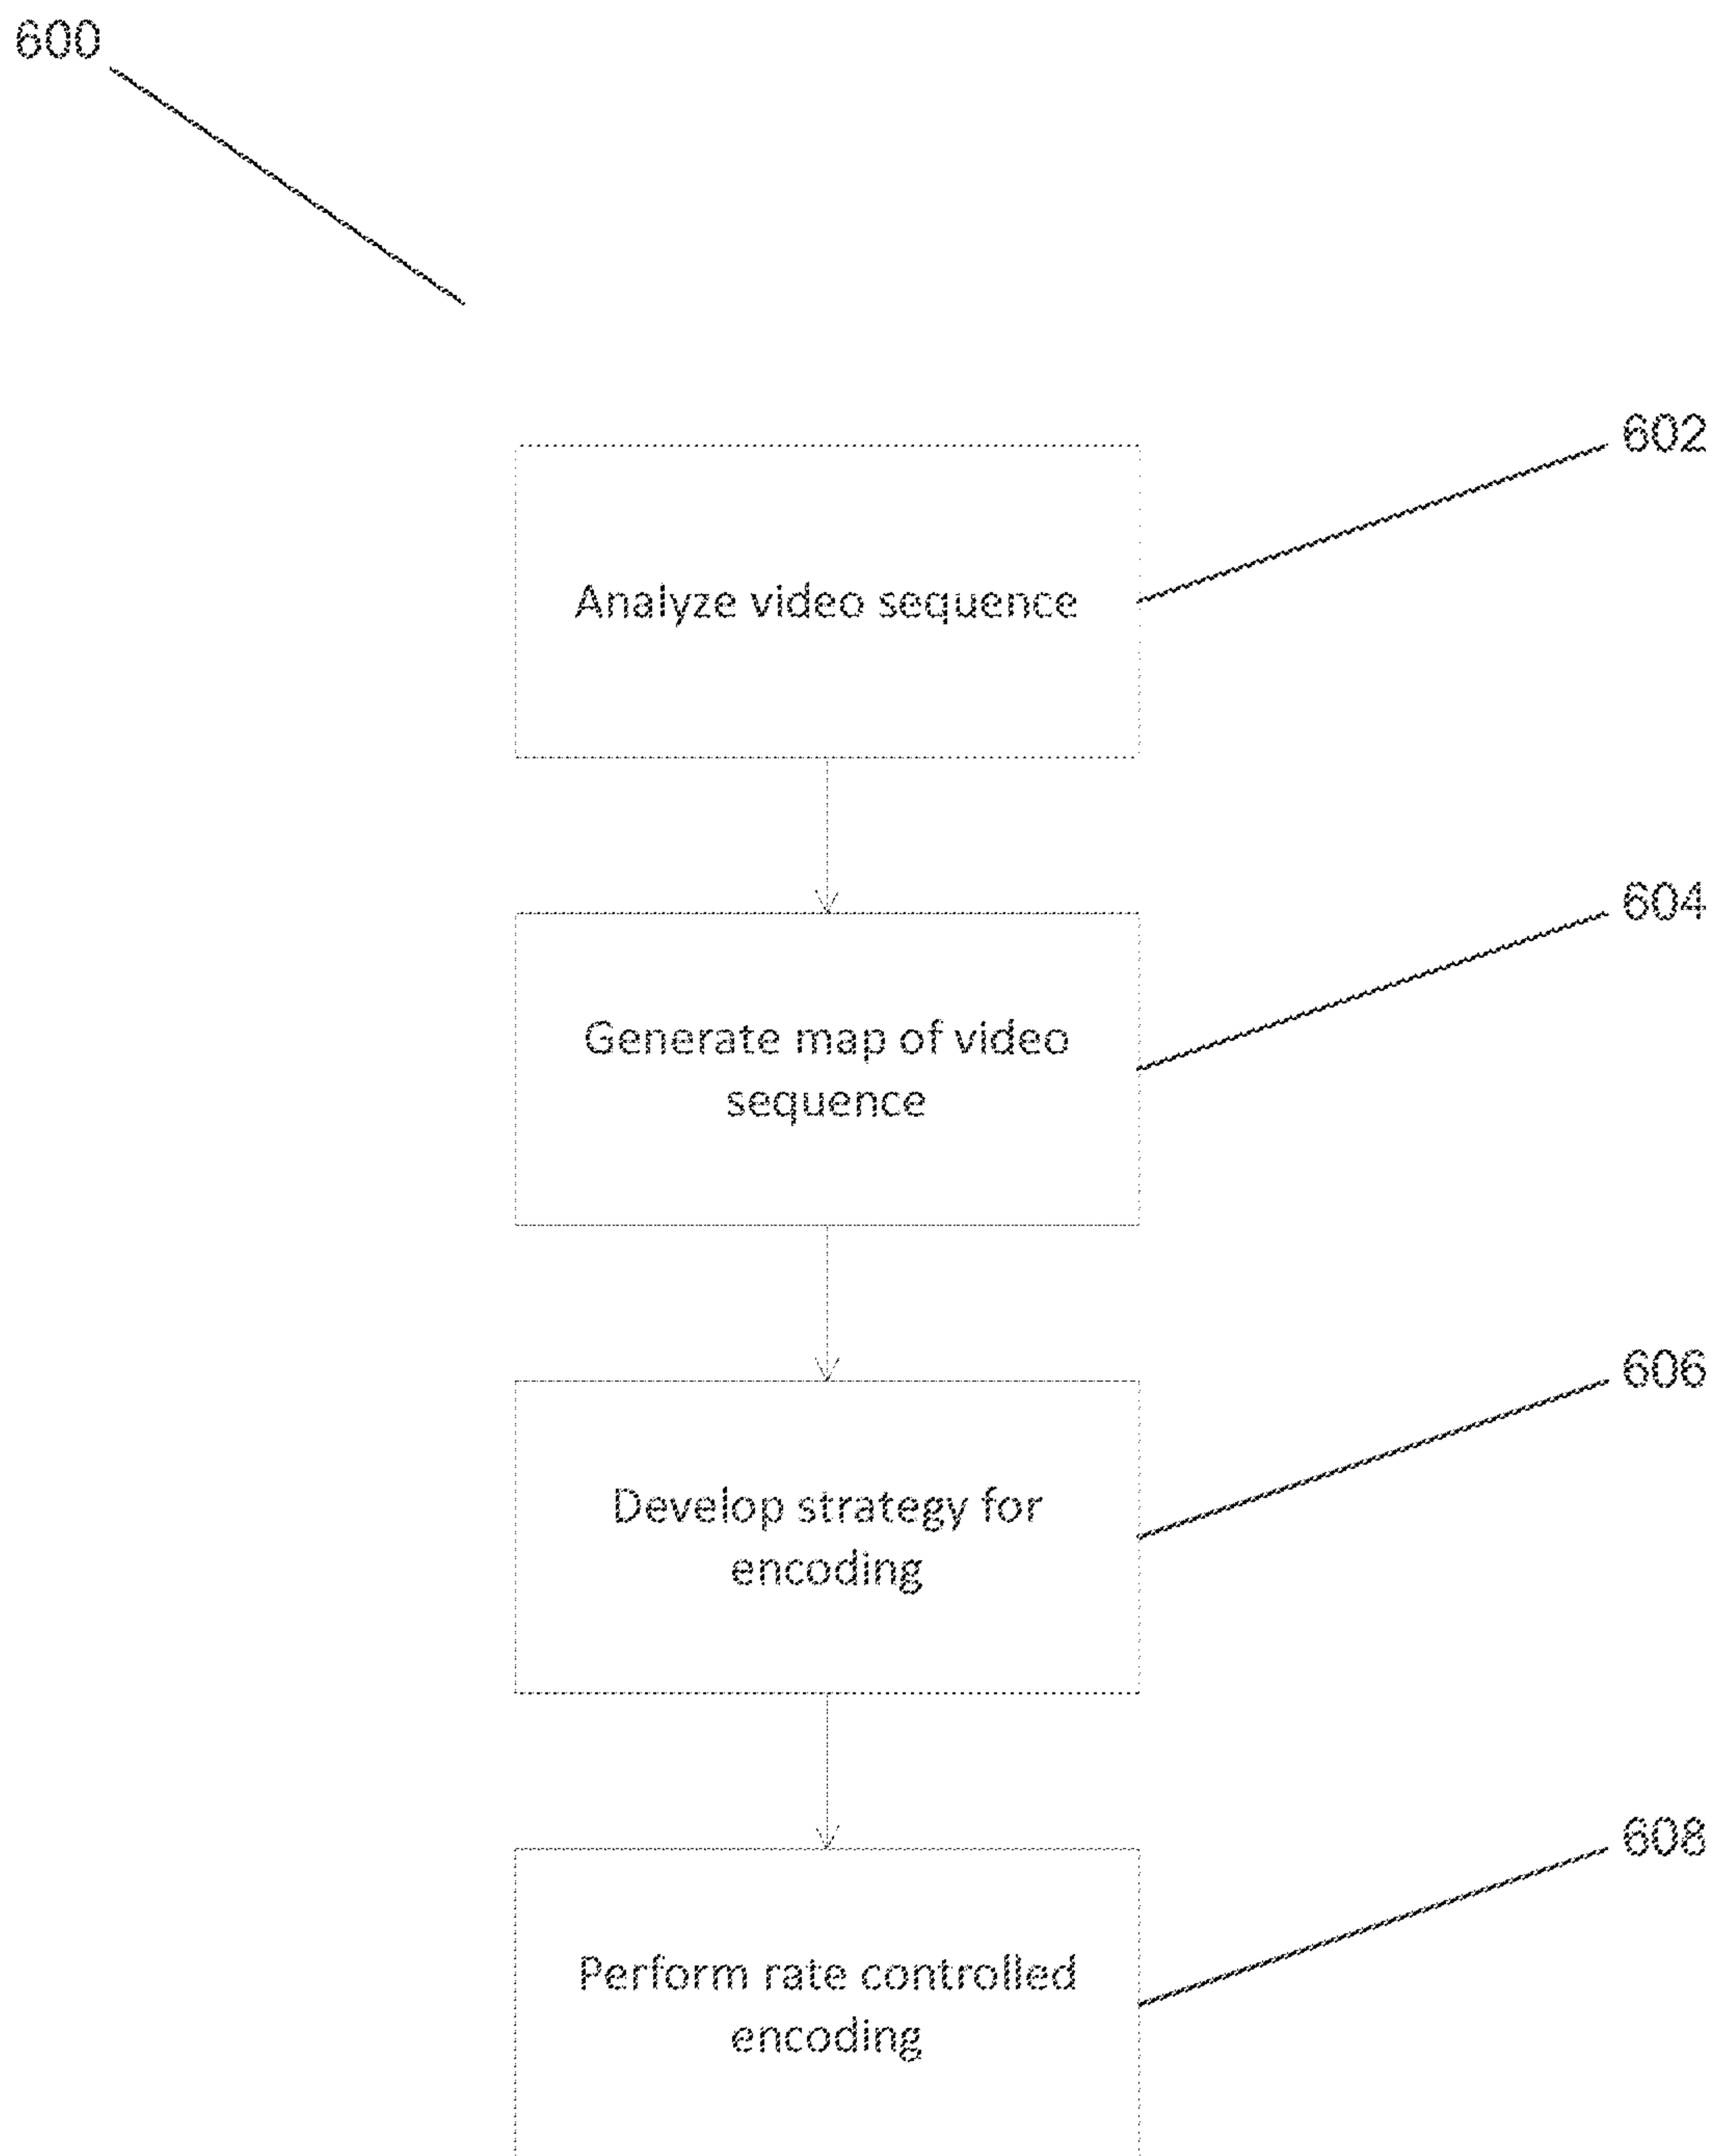 600
602
Analyze video sequence
604
Generate map of video
sequence
606
Develop strategy for
encoding
608
Perform rate controlled
encoding